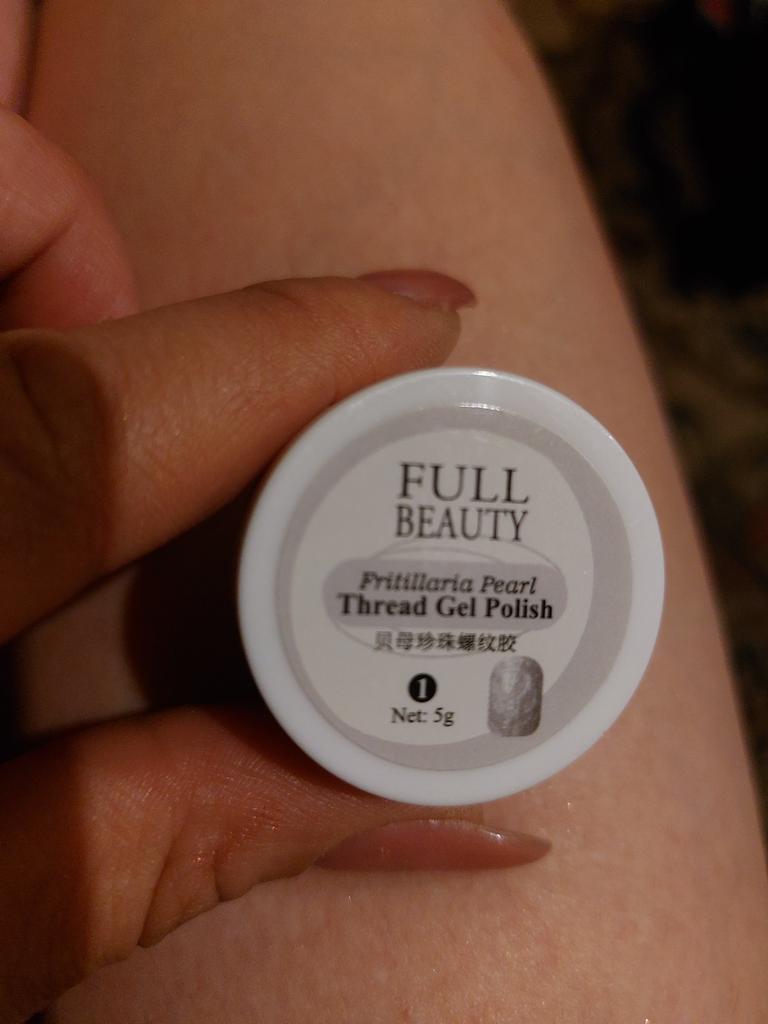 FULL
BEAUTY
Fritillaria Pearl
Thread Gel Polish
贝母珍珠螺纹胶
1
Net: 5g